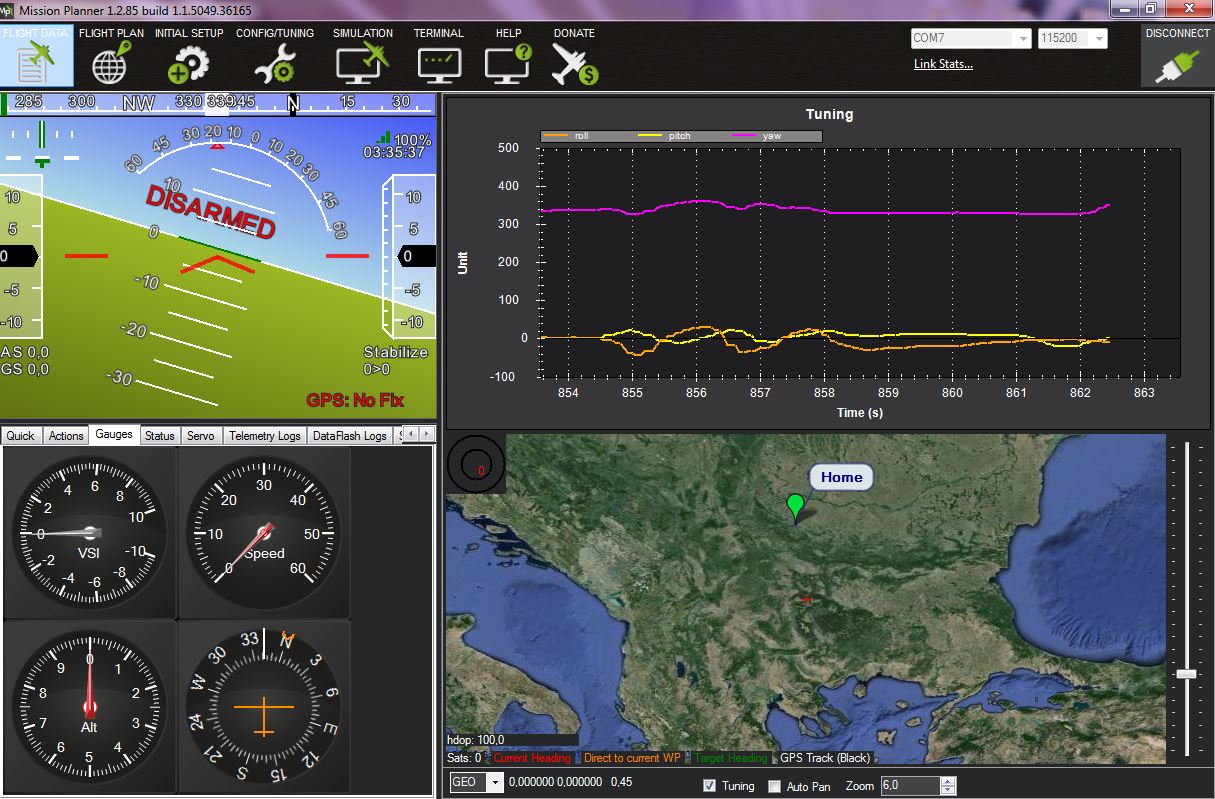 Mission Planner 1.2.85 build 1.1.5049.36165
FLIGHT DATA FLIGHT PLAN INITIAL SETUP CONFIG/TUNING SIMULATION TERMINAL HELP DONATE
COM7 115200 DISCONNECT
Link Stats...
285 300 NW 330 339 345 N 15 30
60 45 30 20 10 0 10 20 30 45 60
100%
03:35:37
10 5 0 -5 -10
10
DISARMED
0
-10
-20
-30
10 5 0 -5 -10
AS 0,0
GS 0,0
Stabilize
0>0
GPS: No Fix
Tuning
roll pitch yaw
500
400
300
200
100
0
-100
Unit
854 855 856 857 858 859 860 861 862 863
Time (s)
Quick Actions Gauges Status Servo Telemetry Logs DataFlash Logs
0 2 4 6 8 10 -10 -8 -6 -4 -2
VSI
0 10 20 30 40 50 60
Speed
0 1 2 3 4 5 6 7 8 9
Alt
33 N 3 6 E 12 15 S 21 24 W 30
0
Home
hdop: 100.0
Sats: 0 Current Heading Direct to current WP Target Heading GPS Track (Black)
GEO 0,000000 0,000000 0,45 Tuning Auto Pan Zoom 6,0